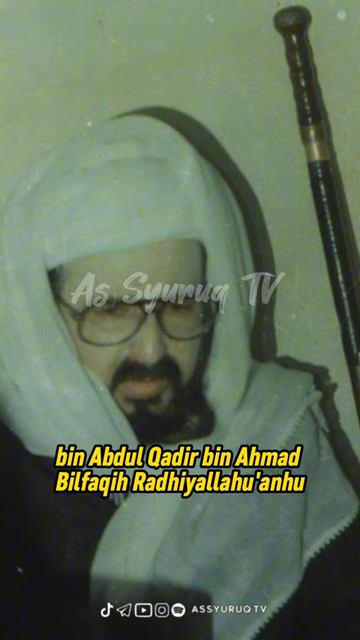 As Syuruq TV
bin Abdul Qadir bin Ahmad
Bilfaqih Radhiyallahu'anhu
ASSYURUQ TV